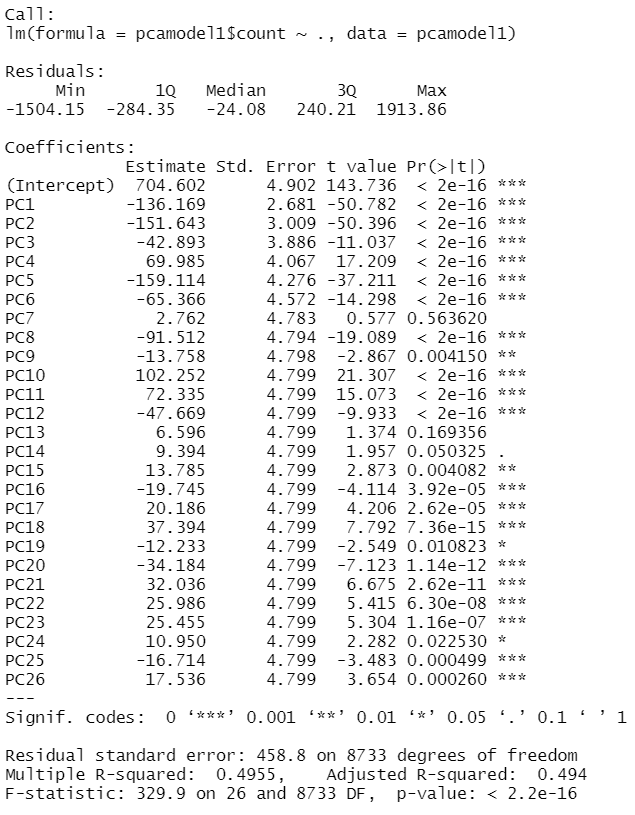 Call:
lm(formula = pcamodel1$count ~ ., data = pcamodel1)
Residuals:
     Min       1Q   Median       3Q      Max
-1504.15  -284.35   -24.08   240.21  1913.86
Coefficients:
            Estimate Std. Error t value Pr(>|t|)
(Intercept)  704.602      4.902 143.736  < 2e-16 ***
PC1         -136.169      2.681 -50.782  < 2e-16 ***
PC2         -151.643      3.009 -50.396  < 2e-16 ***
PC3          -42.893      3.886 -11.037  < 2e-16 ***
PC4           69.985      4.067  17.209  < 2e-16 ***
PC5         -159.114      4.276 -37.211  < 2e-16 ***
PC6          -65.366      4.572 -14.298  < 2e-16 ***
PC7            2.762      4.783   0.577 0.563620
PC8          -91.512      4.794 -19.089  < 2e-16 ***
PC9          -13.758      4.798  -2.867 0.004150 **
PC10         102.252      4.799  21.307  < 2e-16 ***
PC11          72.335      4.799  15.073  < 2e-16 ***
PC12         -47.669      4.799  -9.933  < 2e-16 ***
PC13           6.596      4.799   1.374 0.169356
PC14           9.394      4.799   1.957 0.050325 .
PC15          13.785      4.799   2.873 0.004082 **
PC16         -19.745      4.799  -4.114 3.92e-05 ***
PC17          20.186      4.799   4.206 2.62e-05 ***
PC18          37.394      4.799   7.792 7.36e-15 ***
PC19         -12.233      4.799  -2.549 0.010823 *
PC20         -34.184      4.799  -7.123 1.14e-12 ***
PC21          32.036      4.799   6.675 2.62e-11 ***
PC22          25.986      4.799   5.415 6.30e-08 ***
PC23          25.455      4.799   5.304 1.16e-07 ***
PC24          10.950      4.799   2.282 0.022530 *
PC25         -16.714      4.799  -3.483 0.000499 ***
PC26          17.536      4.799   3.654 0.000260 ***
---
Signif. codes:  0 ‘***’ 0.001 ‘**’ 0.01 ‘*’ 0.05 ‘.’ 0.1 ‘ ’ 1
Residual standard error: 458.8 on 8733 degrees of freedom
Multiple R-squared:  0.4955,    Adjusted R-squared:  0.494
F-statistic: 329.9 on 26 and 8733 DF,  p-value: < 2.2e-16